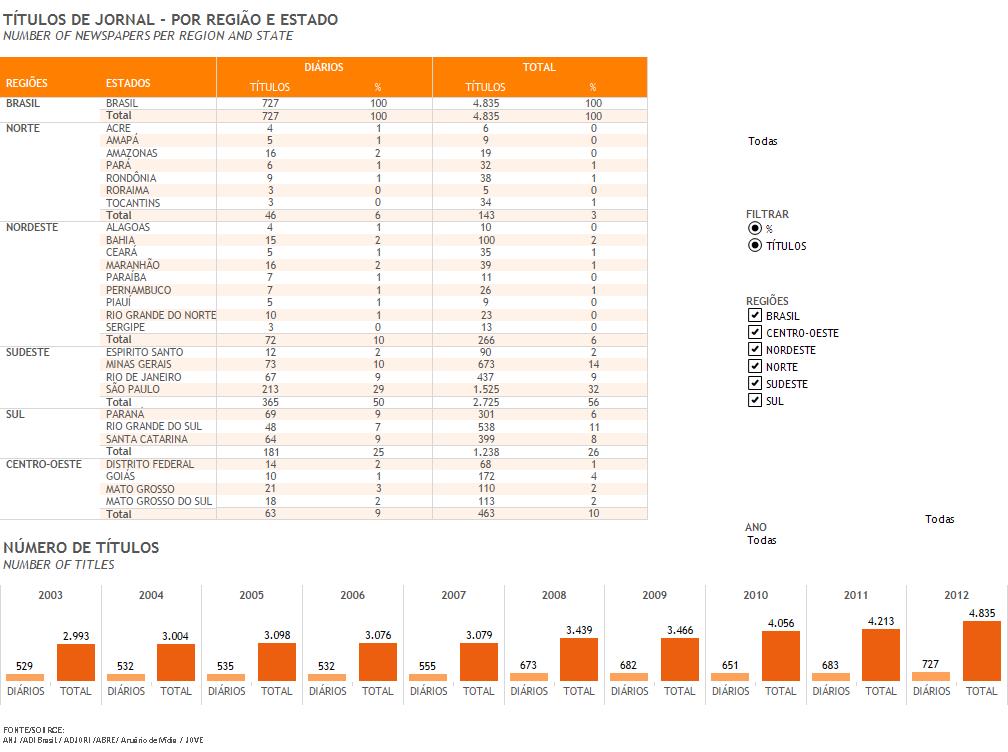 TÍTULOS DE JORNAL - POR REGIÃO E ESTADO
NUMBER OF NEWSPAPERS PER REGION AND STATE
DIÁRIOS TOTAL
REGIÕES ESTADOS TÍTULOS % TÍTULOS %
BRASIL BRASIL 727 100 4.835 100
Total 727 100 4.835 100
NORTE ACRE 4 1 6 0
AMAPÁ 5 1 9 0
AMAZONAS 16 2 19 0
PARÁ 6 1 32 1
RONDÔNIA 9 1 38 1
RORAIMA 3 0 5 0
TOCANTINS 3 0 34 1
Total 46 6 143 3
NORDESTE ALAGOAS 4 1 10 0
BAHIA 15 2 100 2
CEARÁ 5 1 35 1
MARANHÃO 16 2 39 1
PARAÍBA 7 1 11 0
PERNAMBUCO 7 1 26 1
PIAUÍ 5 1 9 0
RIO GRANDE DO NORTE 10 1 23 0
SERGIPE 3 0 13 0
Total 72 10 266 6
SUDESTE ESPIRITO SANTO 12 2 90 2
MINAS GERAIS 73 10 673 14
RIO DE JANEIRO 67 9 437 9
SÃO PAULO 213 29 1.525 32
Total 365 50 2.725 56
SUL PARANÁ 69 9 301 6
RIO GRANDE DO SUL 48 7 538 11
SANTA CATARINA 64 9 399 8
Total 181 25 1.238 26
CENTRO-OESTE DISTRITO FEDERAL 14 2 68 1
GOIÁS 10 1 172 4
MATO GROSSO 21 3 110 2
MATO GROSSO DO SUL 18 2 113 2
Total 63 9 463 10
Todas
FILTRAR
%
TÍTULOS
REGIÕES
BRASIL
CENTRO-OESTE
NORDESTE
NORTE
SUDESTE
SUL
Todas
ANO
Todas
NÚMERO DE TÍTULOS
NUMBER OF TITLES
2003 2004 2005 2006 2007 2008 2009 2010 2011 2012
529 2.993 532 3.004 535 3.098 532 3.076 555 3.079 673 3.439 682 3.466 651 4.056 683 4.213 727 4.835
DIÁRIOS TOTAL DIÁRIOS TOTAL DIÁRIOS TOTAL DIÁRIOS TOTAL DIÁRIOS TOTAL DIÁRIOS TOTAL DIÁRIOS TOTAL DIÁRIOS TOTAL DIÁRIOS TOTAL DIÁRIOS TOTAL
FONTE/SOURCE:
ANJ /ADI Brasil / ADJORI /ABRE/ Anuário de Mídia / JOVE